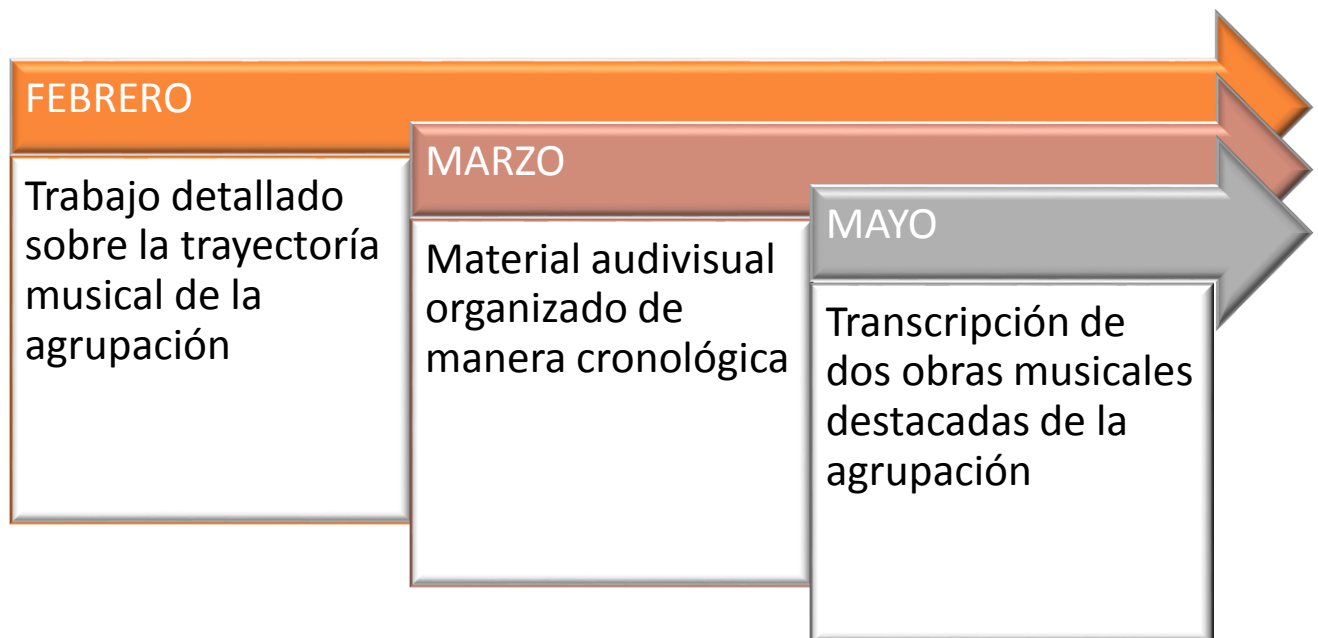 FEBRERO
Trabajo detallado
sobre la trayectoría
musical de la
agrupación
MARZO
Material audivisual
organizado de
manera cronológica
MAYO
Transcripción de
dos obras musicales
destacadas de la
agrupación